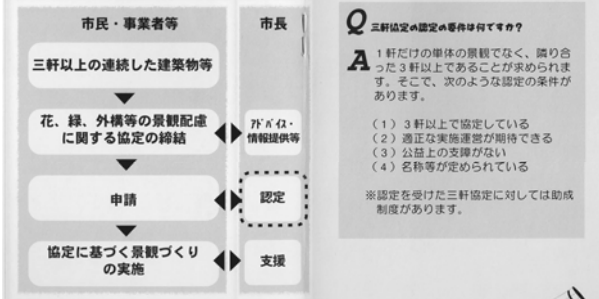 市民・事業者等
市長
三軒以上の連続した建築物等
花、緑、外構等の景観配慮
に関する協定の締結
ｱﾄﾞﾊﾞｲｽ・
情報提供等
申請
認定
協定に基づく景観づくり
の実施
支援
Q 三軒協定の認定の要件は何ですか?
A 1軒だけの単体の景観でなく、隣り合
った3軒以上であることが求められま
す。そこで、次のような認定の条件が
あります。
(1)3軒以上で協定している
(2)適正な実施運営が期待できる
(3)公益上の支障がない
(4)名称等が定められている
※認定を受けた三軒協定に対しては助成
制度があります。